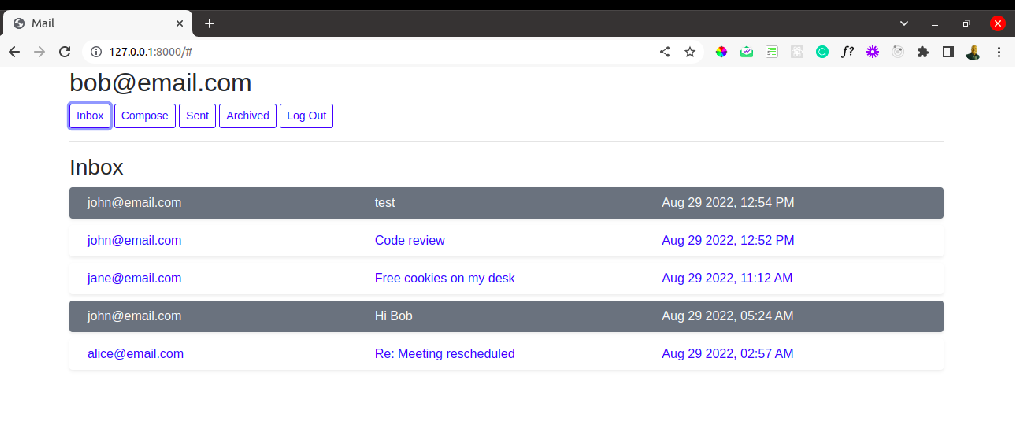 Mail
127.0.0.1:8000/#
f?
bob@email.com
Inbox Compose Sent Archived Log Out
Inbox
john@email.com test Aug 29 2022, 12:54 PM
john@email.com Code review Aug 29 2022, 12:52 PM
jane@email.com Free cookies on my desk Aug 29 2022, 11:12 AM
john@email.com Hi Bob Aug 29 2022, 05:24 AM
alice@email.com Re: Meeting rescheduled Aug 29 2022, 02:57 AM